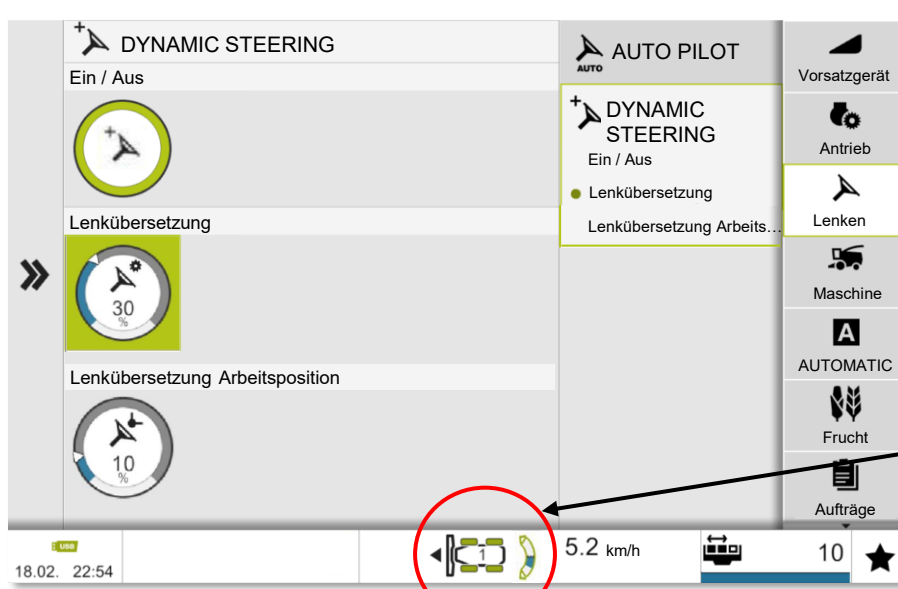 DYNAMIC STEERING
Ein / Aus
Lenkübersetzung
30
%
Lenkübersetzung Arbeitsposition
10
%
AUTO
AUTO PILOT
DYNAMIC
STEERING
Ein / Aus
Lenkübersetzung
Lenkübersetzung Arbeits...
Vorsatzgerät
Antrieb
Lenken
Maschine
A
AUTOMATIC
Frucht
Aufträge
USB
18.02. 22:54
1
5.2 km/h
10